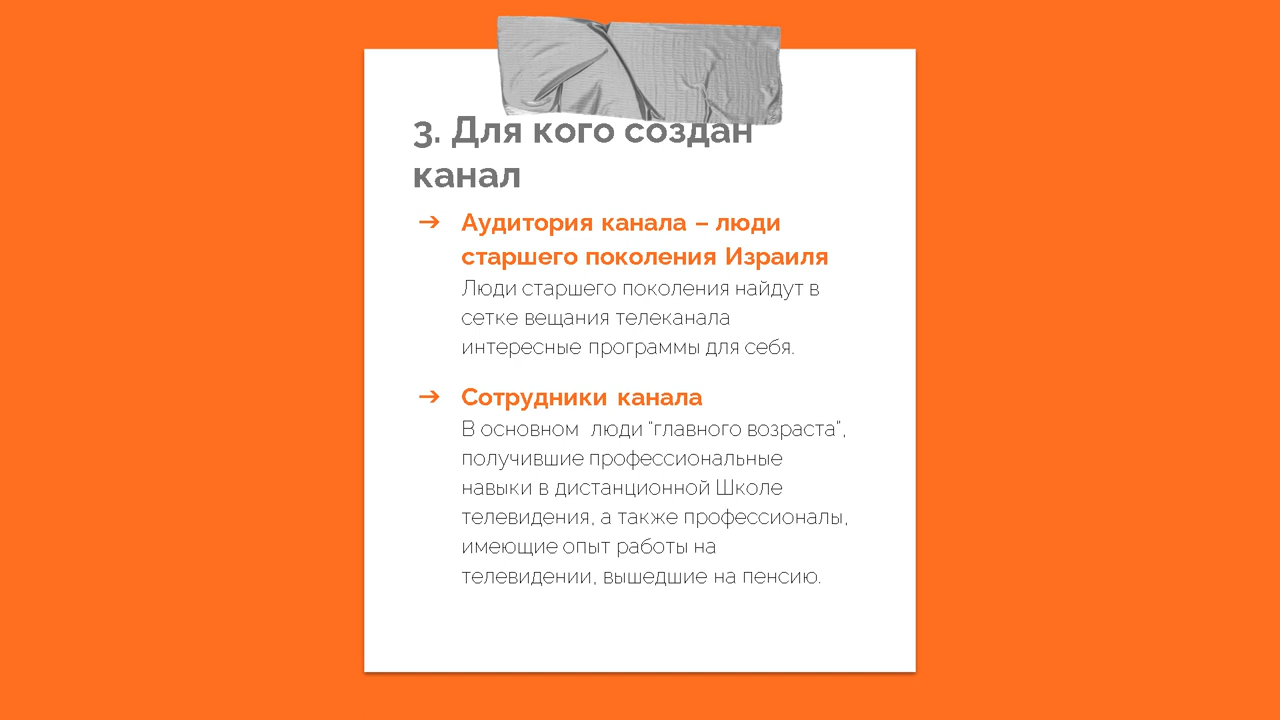 3. Для кого создан
канал
➔ Аудитория канала – люди
старшего поколения Израиля
Люди старшего поколения найдут в
сетке вещания телеканала
интересные программы для себя.
➔ Сотрудники канала
В основном  люди “главного возраста”,
получившие профессиональные
навыки в дистанционной Школе
телевидения, а также профессионалы,
имеющие опыт работы на
телевидении, вышедшие на пенсию.